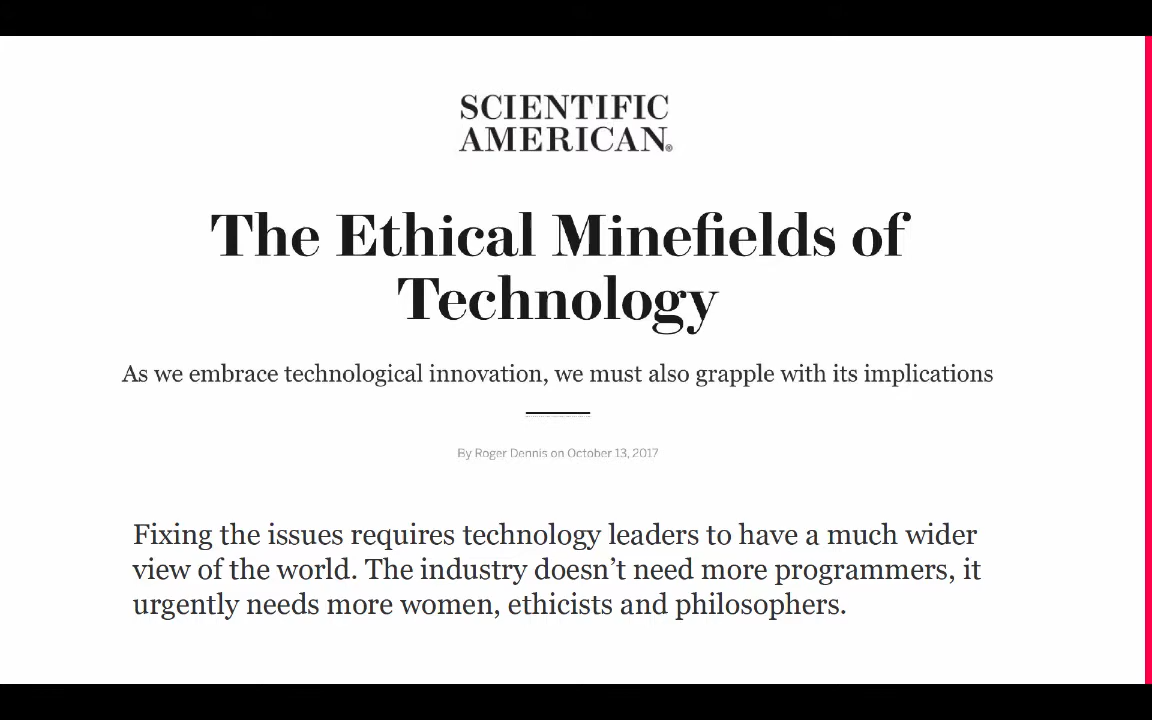 SCIENTIFIC
AMERICAN®
The Ethical Minefields of
Technology
As we embrace technological innovation, we must also grapple with its implications
By Roger Dennis on October 13, 2017
Fixing the issues requires technology leaders to have a much wider
view of the world. The industry doesn’t need more programmers, it
urgently needs more women, ethicists and philosophers.